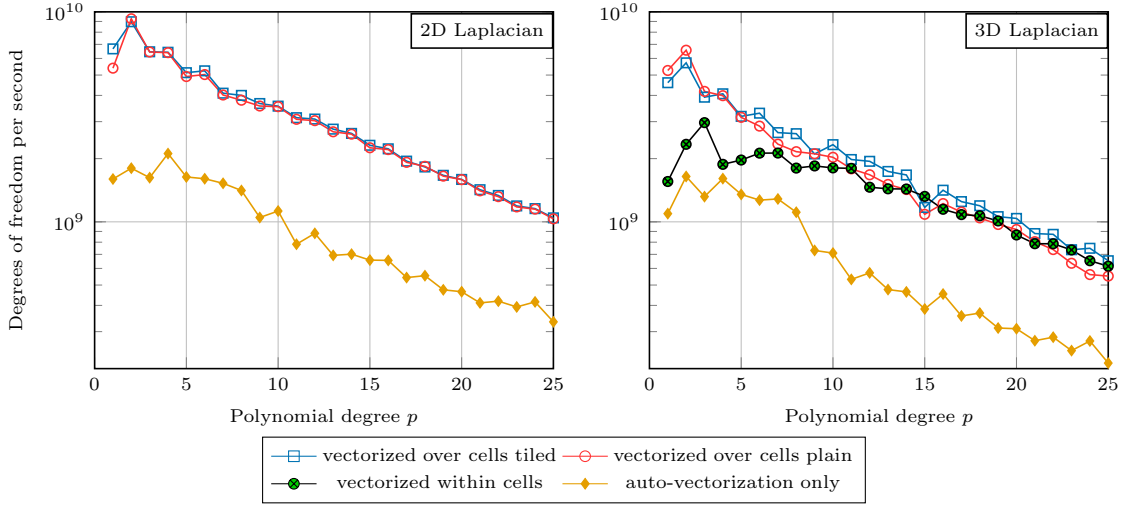 2D Laplacian
3D Laplacian
Degrees of freedom per second
10^10
10^9
0 5 10 15 20 25
Polynomial degree p
10^10
10^9
0 5 10 15 20 25
Polynomial degree p
vectorized over cells tiled
vectorized over cells plain
vectorized within cells
auto-vectorization only